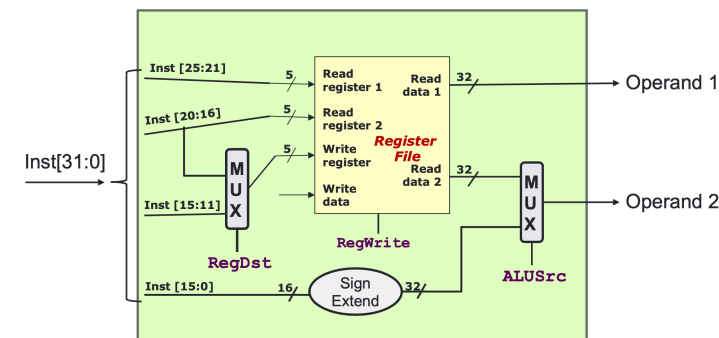 Inst[31:0]
Inst [25:21]
5
Inst [20:16]
5
5
Inst [15:11]
Inst [15:0]
16
M
U
X
RegDst
Read
register 1
Read
register 2
Write
register
Write
data
Read
data 1
Register
File
Read
data 2
RegWrite
32
32
Sign
Extend
32
M
U
X
ALUSrc
Operand 1
Operand 2